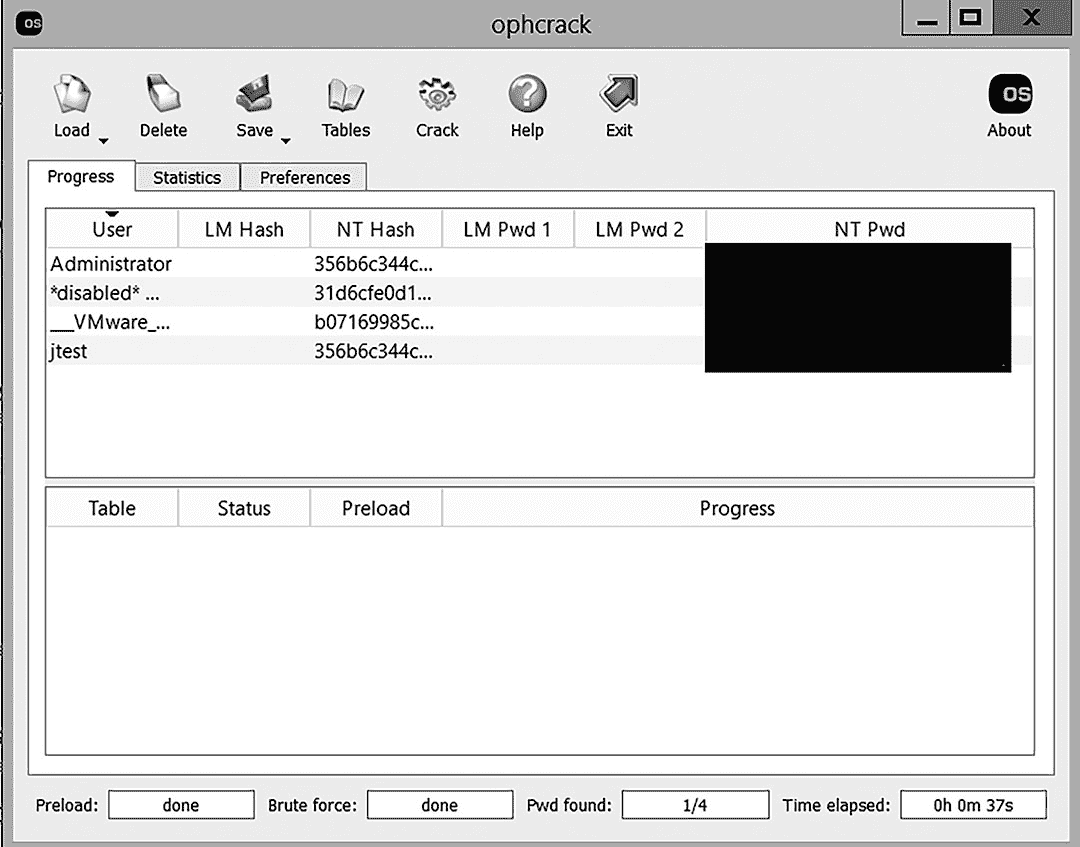 OS ophcrack
Load Delete Save Tables Crack Help Exit OS About
Progress Statistics Preferences
User LM Hash NT Hash LM Pwd 1 LM Pwd 2 NT Pwd
Administrator 356b6c344c...
*disabled* ... 31d6cfe0d1...
__VMware_... b07169985c...
jtest 356b6c344c...
Table Status Preload Progress
Preload: done Brute force: done Pwd found: 1/4 Time elapsed: 0h 0m 37s